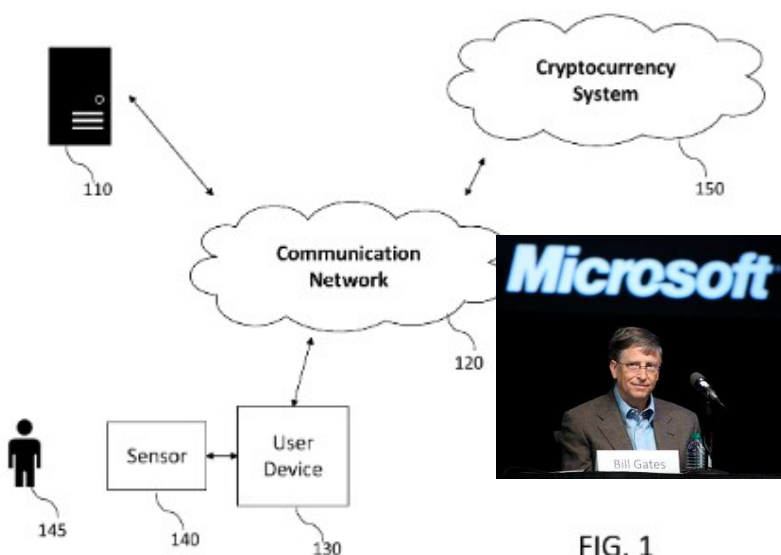 Cryptocurrency
System
110
150
Communication
Network
Microsoft
120
Sensor
User
Device
Bill Gates
145
140
130
FIG. 1